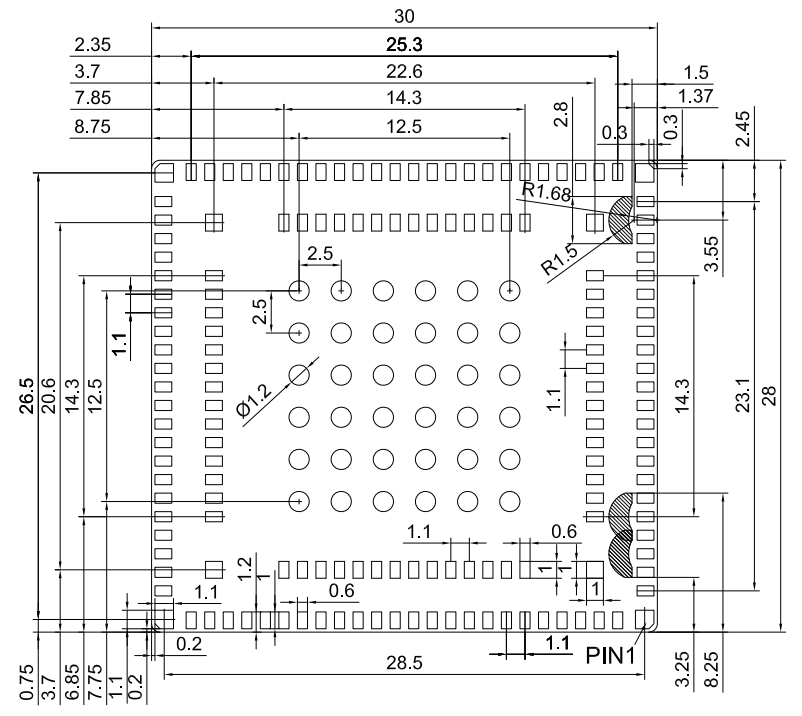 30
2.35 25.3
3.7 22.6 1.5
7.85 14.3 2.8 1.37
8.75 12.5 0.3 0.3 2.45
R1.68
R1.5
3.55
2.5
2.5
1.1
Ø1.2
1.1
26.5 20.6 14.3 12.5
14.3 23.1 28
1.1 0.6
1.2 1 1 1
1.1 0.6 1
0.2 1.1 PIN1
28.5
0.75 3.7 6.85 7.75 1.1 0.2 3.25 8.25